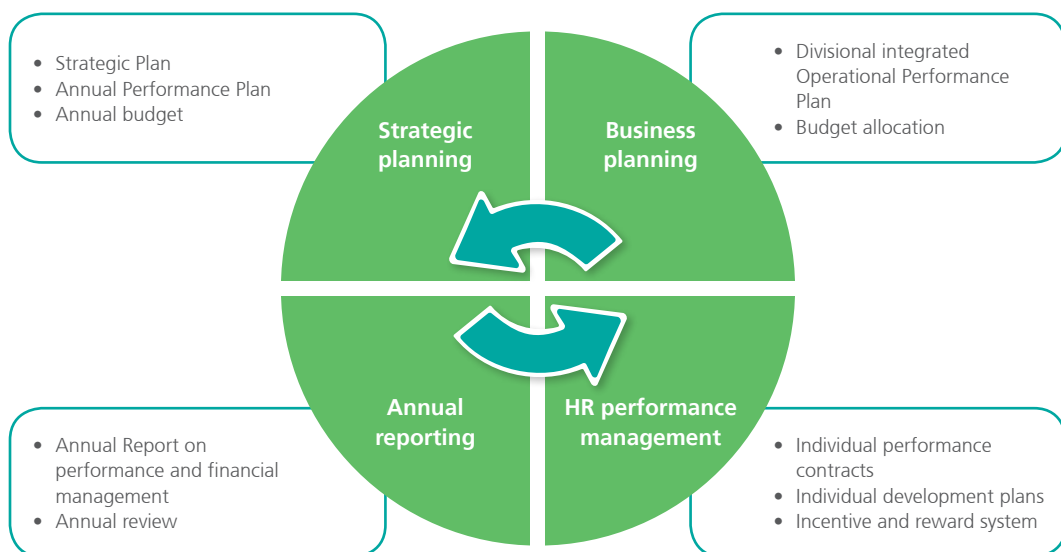 • Strategic Plan
• Annual Performance Plan
• Annual budget
Strategic
planning
Business
planning
• Divisional integrated
Operational Performance
Plan
• Budget allocation
Annual
reporting
HR performance
management
• Annual Report on
performance and financial
management
• Annual review
• Individual performance
contracts
• Individual development plans
• Incentive and reward system